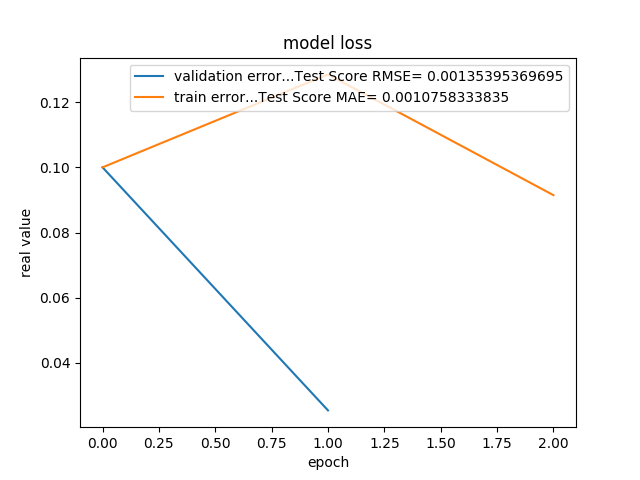 model loss
validation error...Test Score RMSE= 0.00135395369695
train error...Test Score MAE= 0.0010758333835
0.12
0.10
0.08
0.06
0.04
real value
0.00 0.25 0.50 0.75 1.00 1.25 1.50 1.75 2.00
epoch